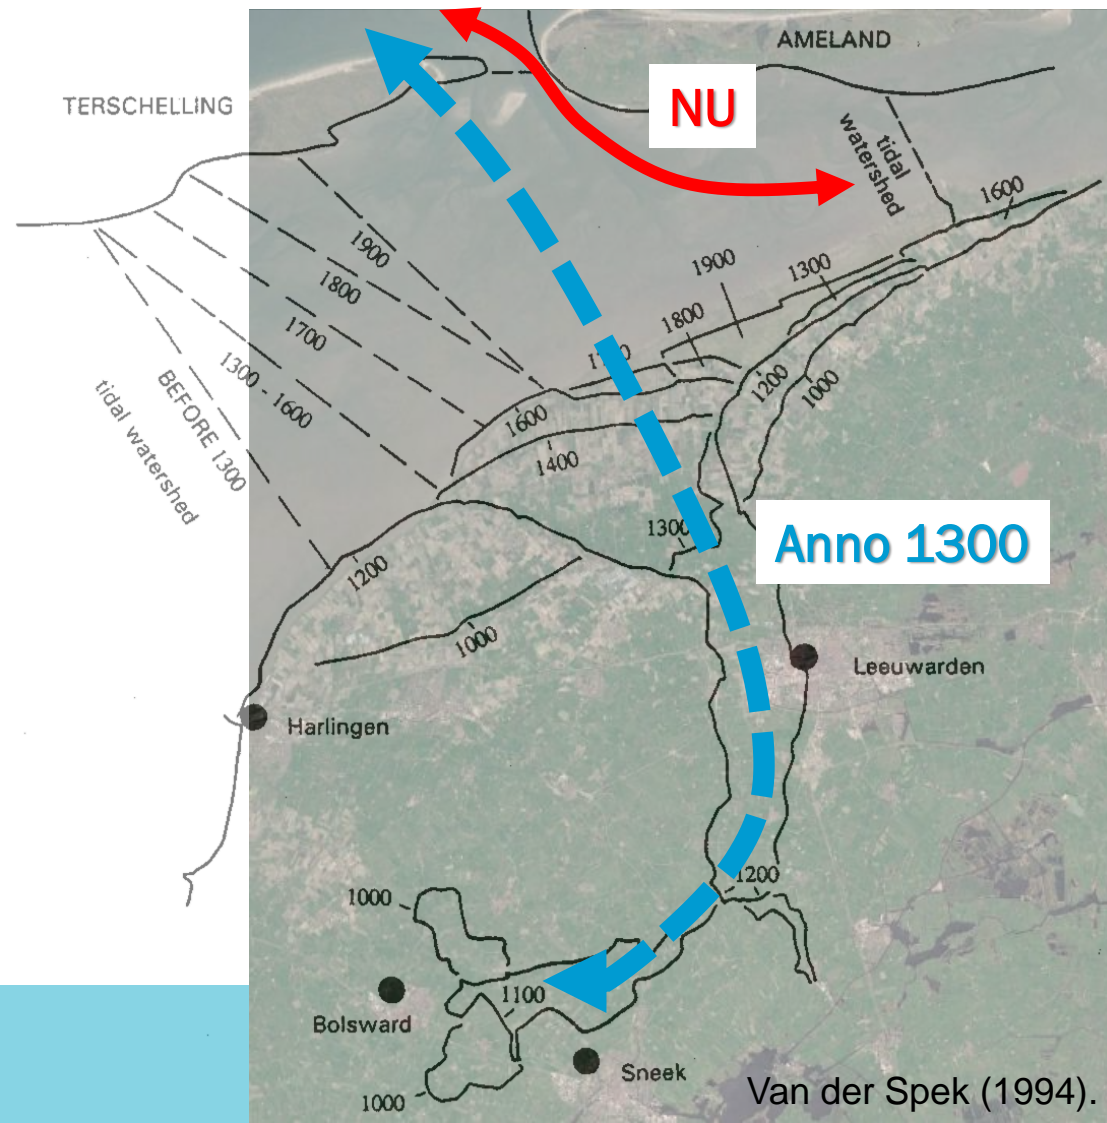 AMELAND
TERSCHELLING
NU
tidal
watershed
1600
1900
1800
1700
1300 - 1600
BEFORE 1300
tidal watershed
1900
1300
1800
1200
1000
1600
1400
1300
Anno 1300
1200
1000
Leeuwarden
Harlingen
1200
1000
1100
Bolsward
Sneek
1000
Van der Spek (1994).